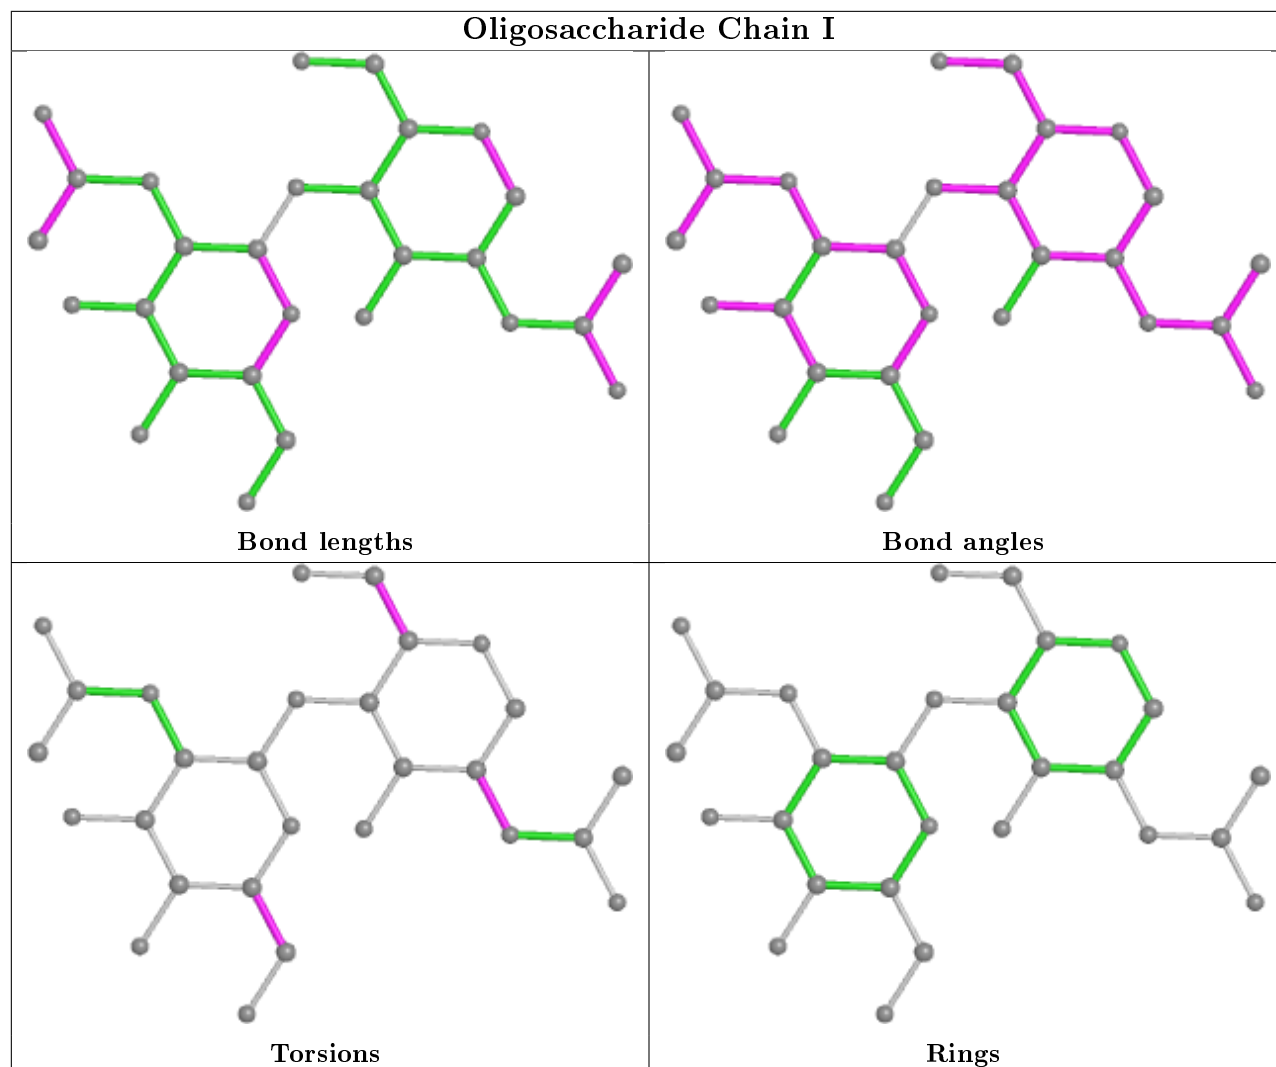 Oligosaccharide Chain I
Bond lengths
Bond angles
Torsions
Rings